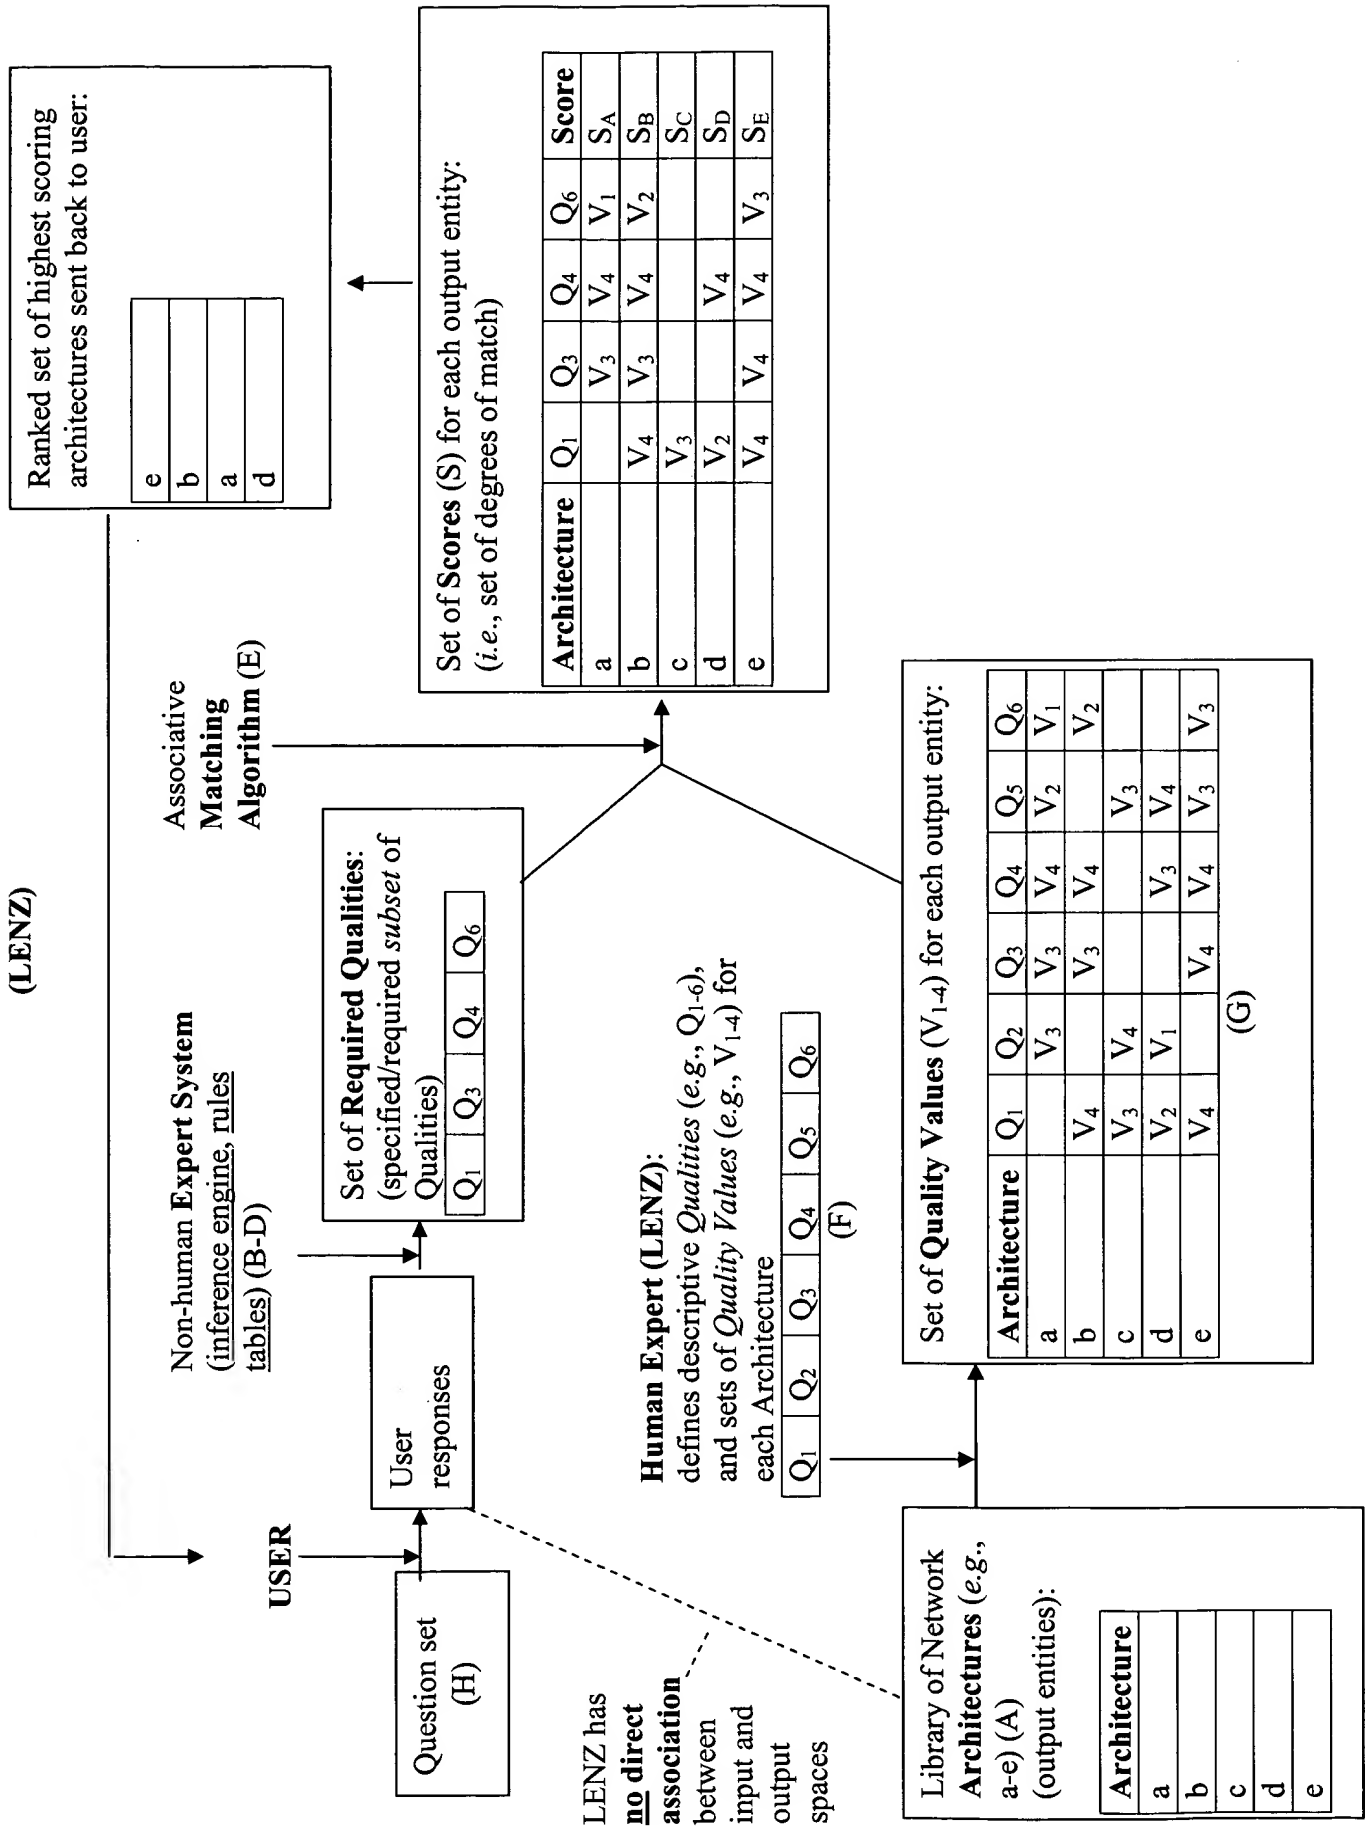 (LENZ)
USER
Question set
(H)
User
responses
Non-human Expert System
(inference engine, rules
tables) (B-D)
Set of Required Qualities:
(specified/required subset of
Qualities)
Q1 Q3 Q4 Q6
Associative
Matching
Algorithm (E)
Ranked set of highest scoring
architectures sent back to user:
e
b
a
d
LENZ has
no direct
association
between
input and
output
spaces
Human Expert (LENZ):
defines descriptive Qualities (e.g., Q1-6),
and sets of Quality Values (e.g., V1-4) for
each Architecture
Q1 Q2 Q3 Q4 Q5 Q6
(F)
Set of Scores (S) for each output entity:
(i.e., set of degrees of match)
Architecture Q1 Q3 Q4 Q6 Score
a V3 V4 V1 SA
b V4 V3 V4 V2 SB
c V3 SC
d V2 V4 SD
e V4 V4 V4 V3 SE
Library of Network
Architectures (e.g.,
a-e) (A)
(output entities):
Architecture
a
b
c
d
e
Set of Quality Values (V1-4) for each output entity:
Architecture Q1 Q2 Q3 Q4 Q5 Q6
a V3 V3 V4 V2 V1
b V4 V3 V4 V2
c V3 V4 V3
d V2 V1 V3 V4
e V4 V4 V4 V3 V3
(G)